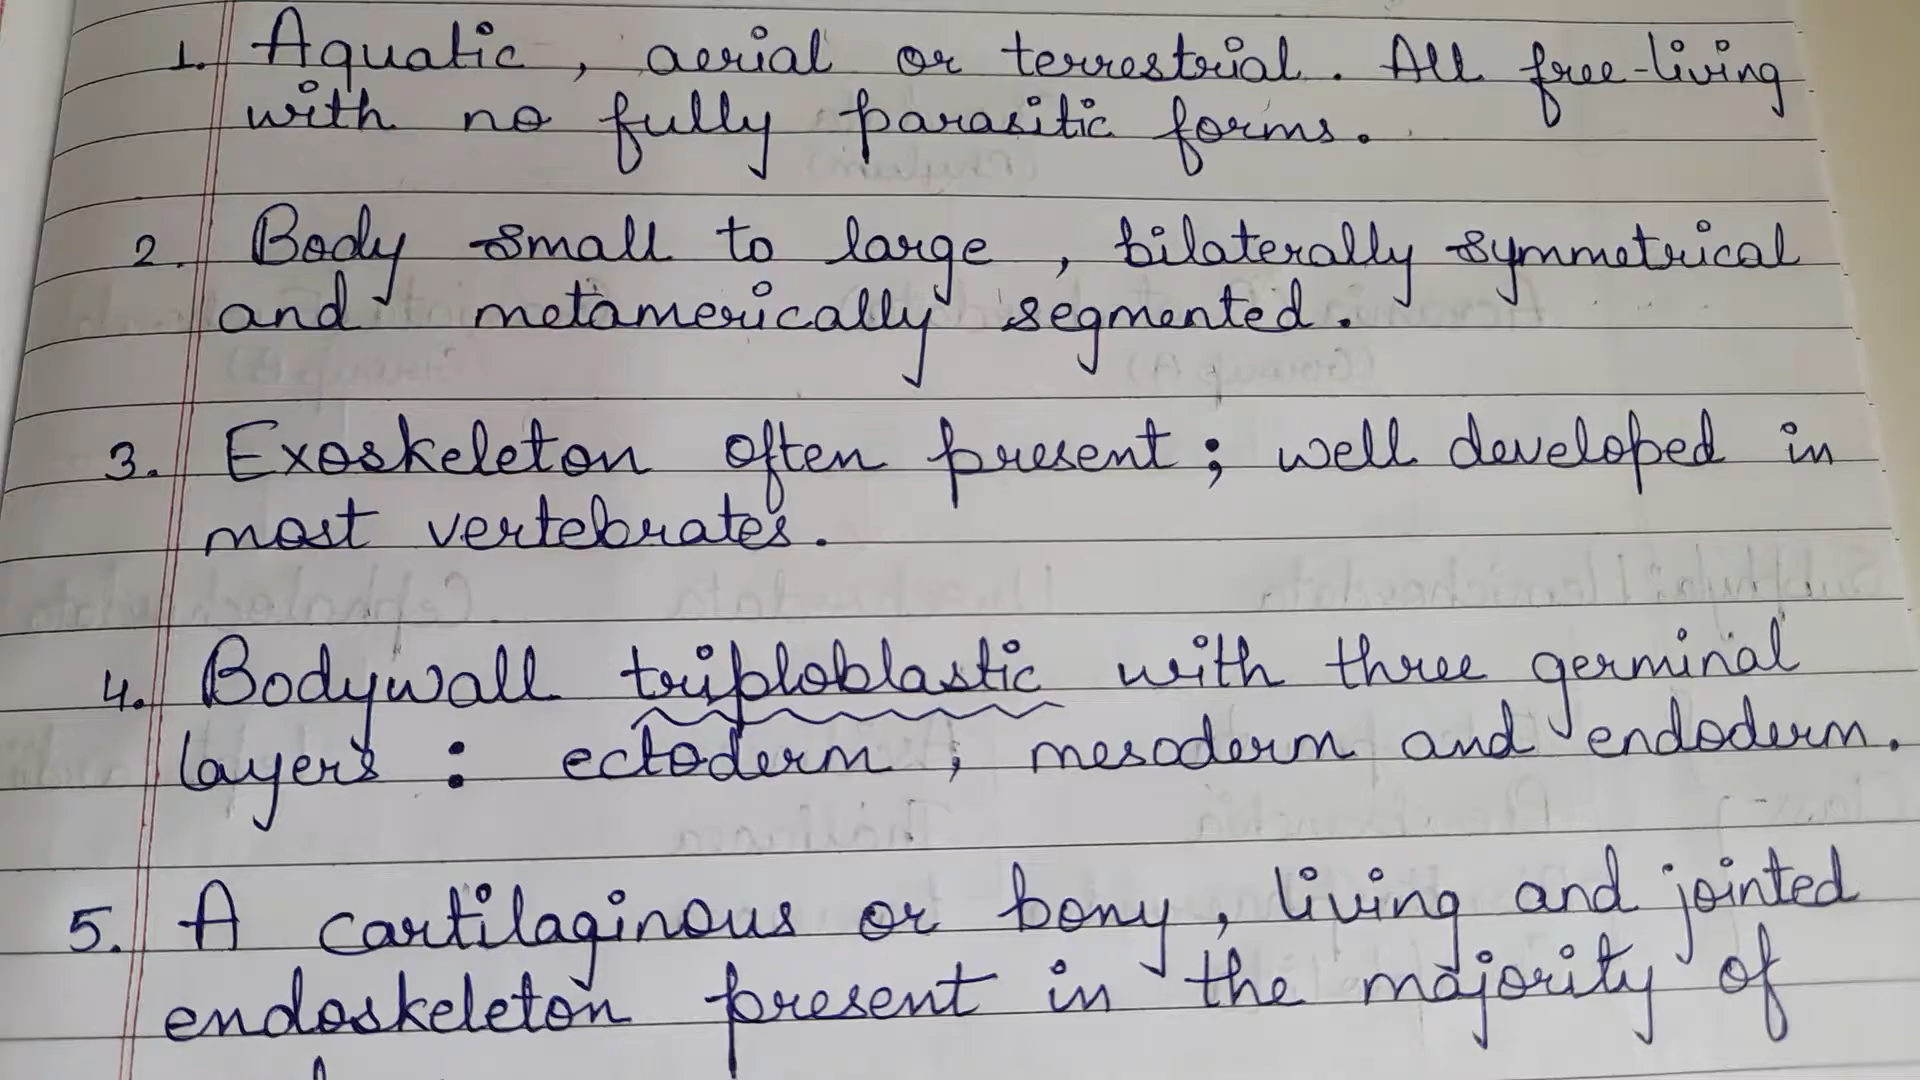 1. Aquatic, aerial or terrestrial. All free-living
with no fully parasitic forms.
2. Body small to large, bilaterally symmetrical
and metamerically segmented.
3. Exoskeleton often present; well developed in
most vertebrates.
4. Bodywall triploblastic with three germinal
layers: ectoderm, mesoderm and endoderm.
5. A cartilaginous or bony, living and jointed
endoskeleton present in the majority of